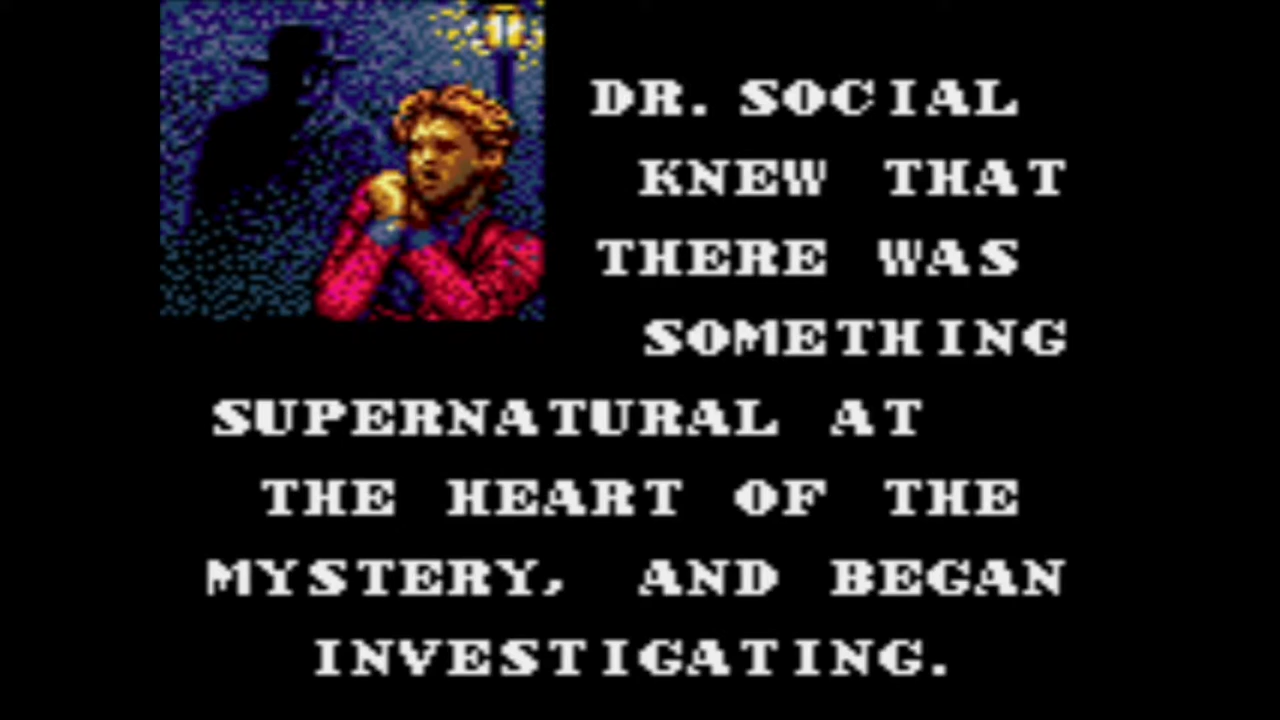 DR. SOCIAL
KNEW THAT
THERE WAS
SOMETHING
SUPERNATURAL AT
THE HEART OF THE
MYSTERY, AND BEGAN
INVESTIGATING.